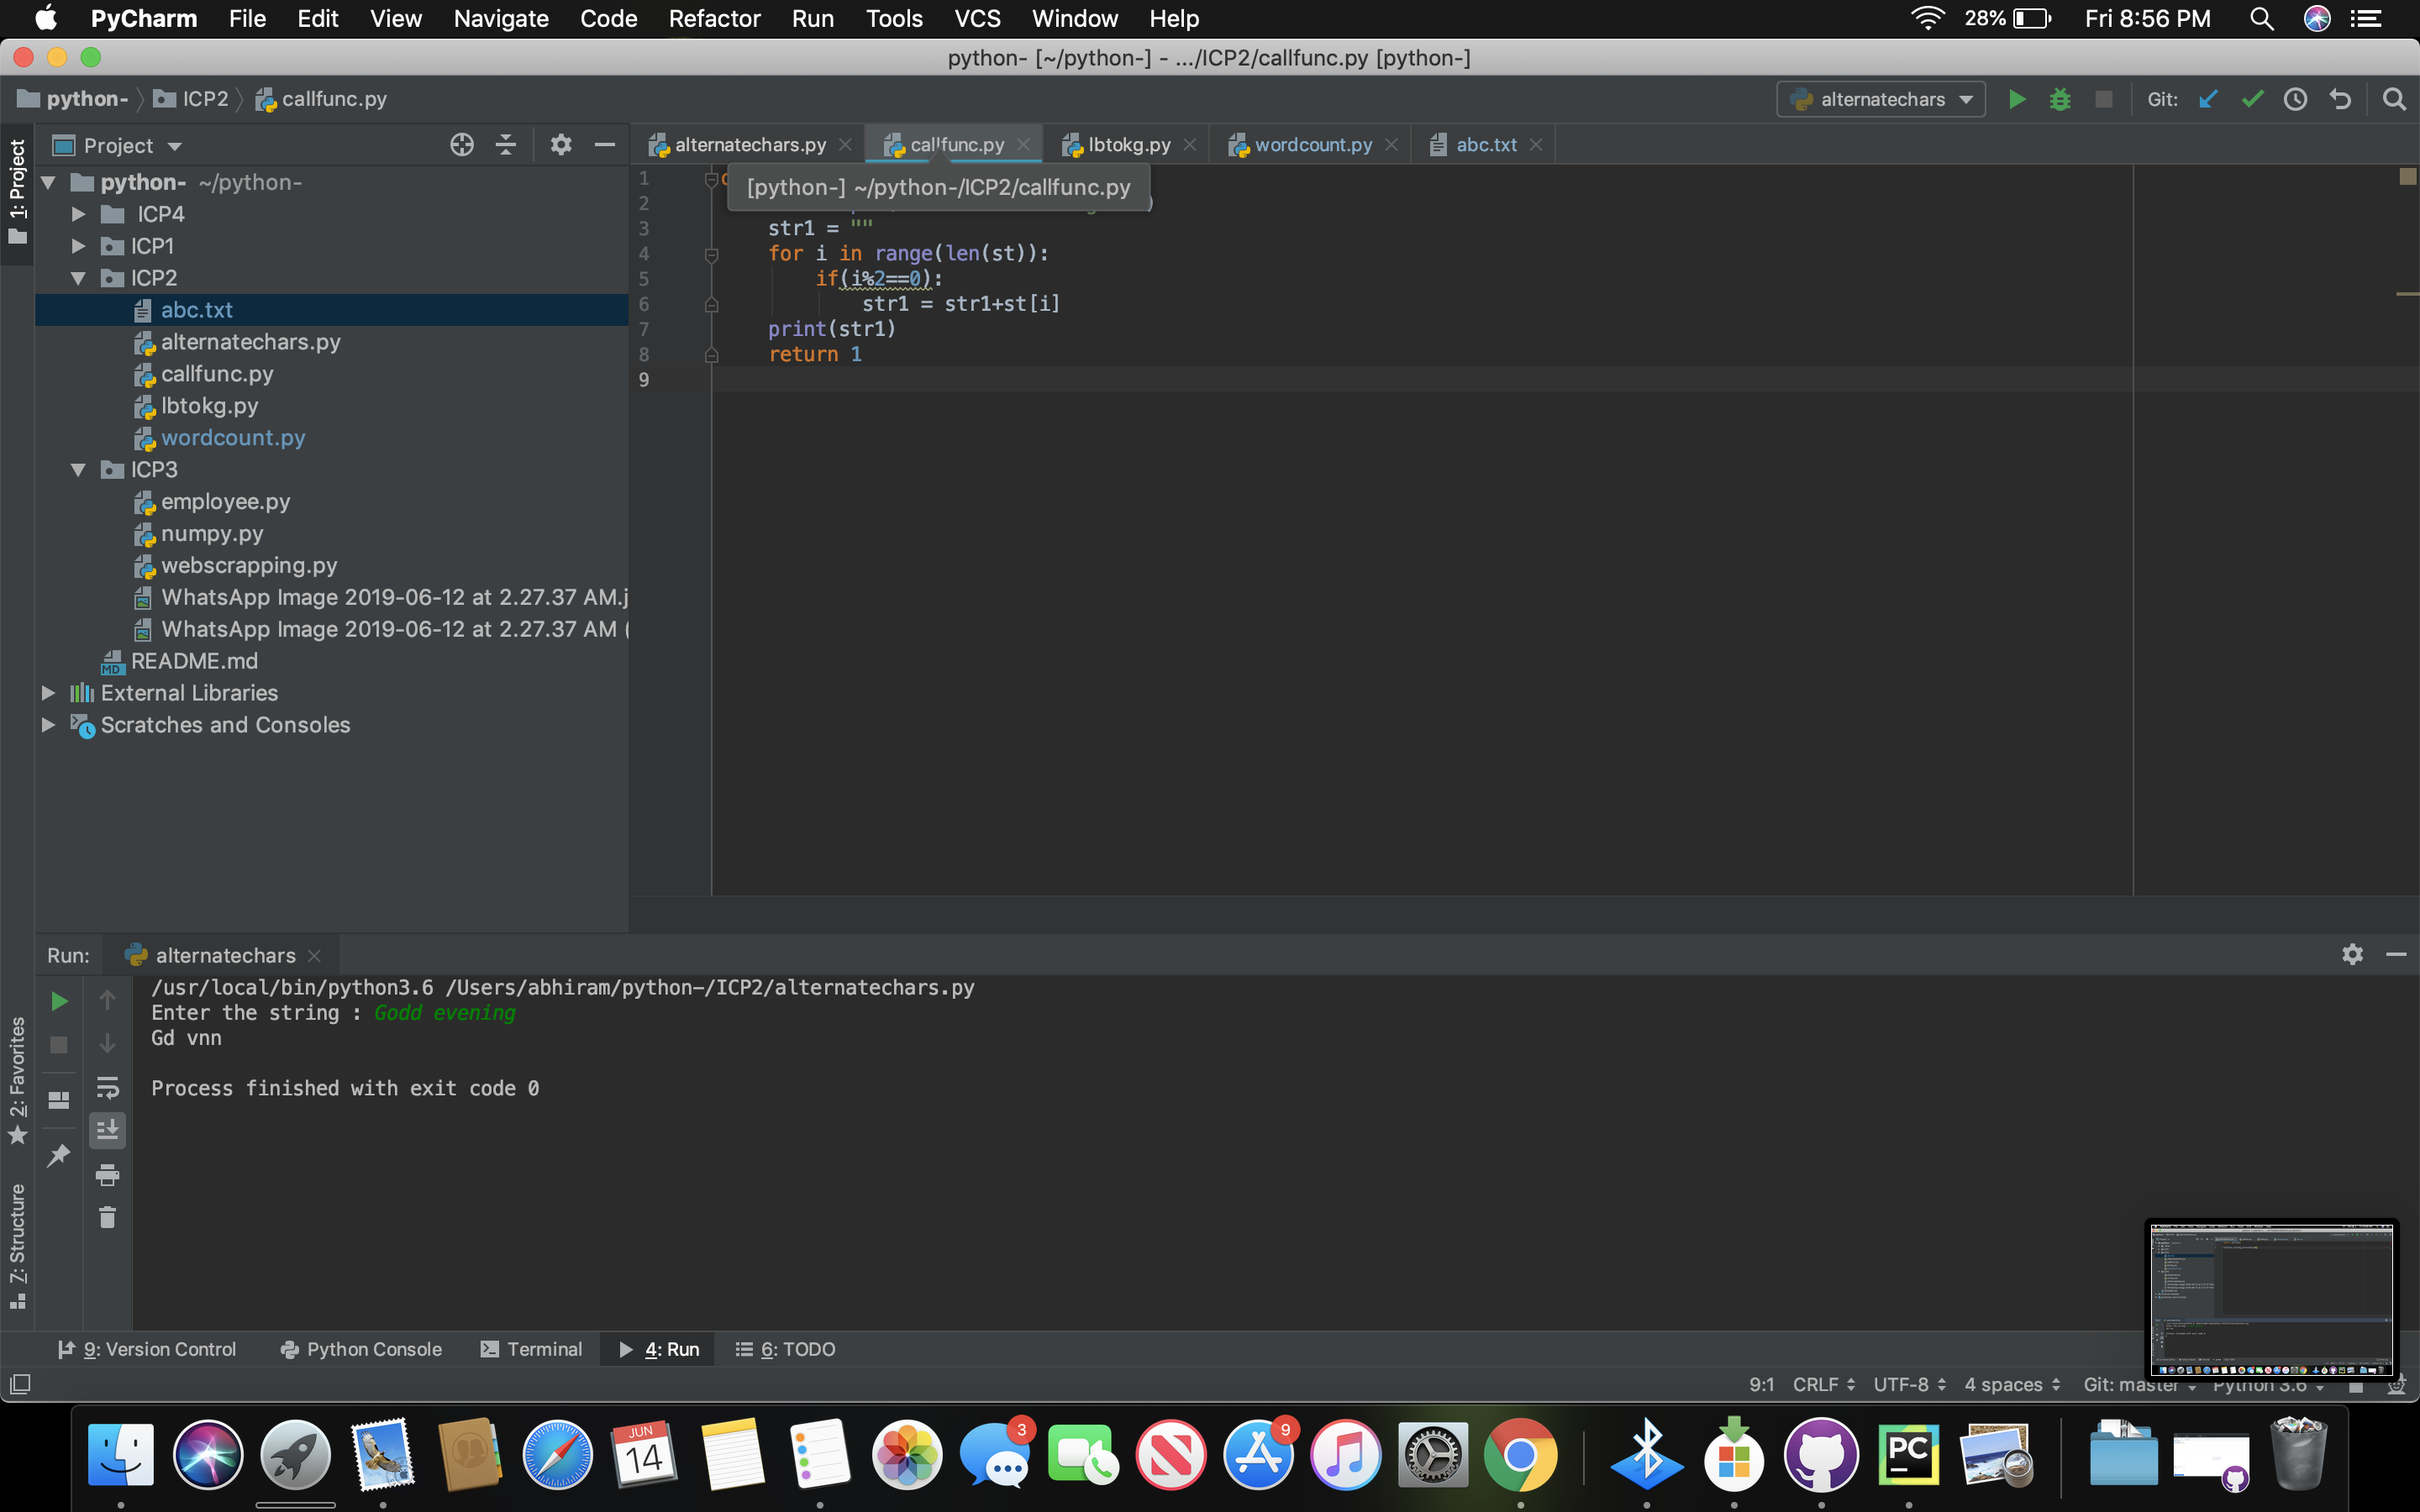 PyCharm File Edit View Navigate Code Refactor Run Tools VCS Window Help 28% Fri 8:56 PM
python- [~/python-] - .../ICP2/callfunc.py [python-]
python- ICP2 callfunc.py alternatechars Git:
1: Project
Project
alternatechars.py callfunc.py lbtokg.py wordcount.py abc.txt
python- ~/python-
ICP4
ICP1
ICP2
abc.txt
alternatechars.py
callfunc.py
lbtokg.py
wordcount.py
ICP3
employee.py
numpy.py
webscrapping.py
WhatsApp Image 2019-06-12 at 2.27.37 AM.j
WhatsApp Image 2019-06-12 at 2.27.37 AM (
README.md
External Libraries
Scratches and Consoles
[python-] ~/python-/ICP2/callfunc.py
1
2 )
3 str1 = ""
4 for i in range(len(st)):
5 if(i%2==0):
6 str1 = str1+st[i]
7 print(str1)
8 return 1
9
Run: alternatechars
/usr/local/bin/python3.6 /Users/abhiram/python-/ICP2/alternatechars.py
Enter the string : Godd evening
Gd vnn
Process finished with exit code 0
2: Favorites
7: Structure
9: Version Control Python Console Terminal 4: Run 6: TODO
9:1 CRLF UTF-8 4 spaces Git: master Python 3.6
MD
JUN
14
3
9
PC